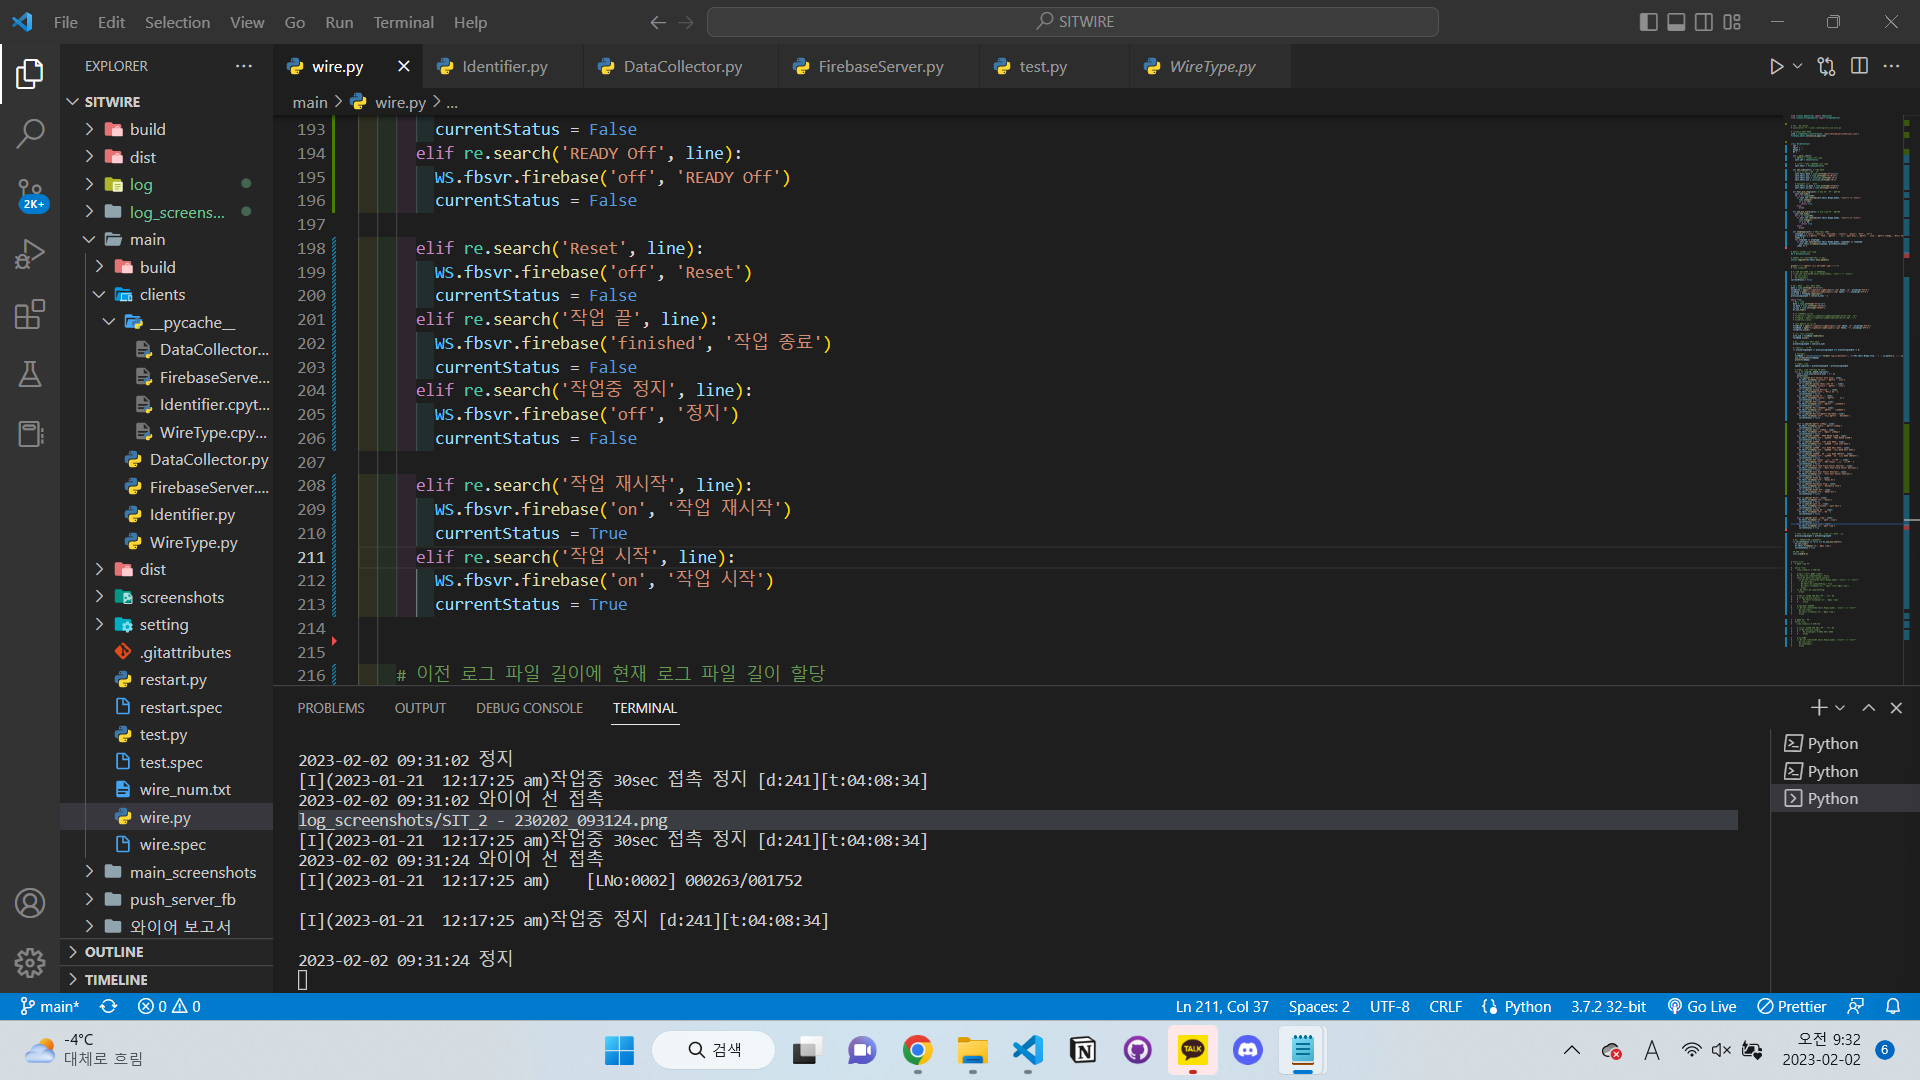 File Edit Selection View Go Run Terminal Help
SITWIRE
EXPLORER
SITWIRE
build
dist
log
log_screens...
main
build
clients
__pycache__
DataCollector...
FirebaseServe...
Identifier.cpyt...
WireType.cpy...
DataCollector.py
FirebaseServer....
Identifier.py
WireType.py
dist
screenshots
setting
.gitattributes
restart.py
restart.spec
test.py
test.spec
wire_num.txt
wire.py
wire.spec
main_screenshots
push_server_fb
와이어 보고서
OUTLINE
TIMELINE
2K+
wire.py
Identifier.py
DataCollector.py
FirebaseServer.py
test.py
WireType.py
main > wire.py > ...
193 currentStatus = False
194 elif re.search('READY Off', line):
195 WS.fbsvr.firebase('off', 'READY Off')
196 currentStatus = False
197
198 elif re.search('Reset', line):
199 WS.fbsvr.firebase('off', 'Reset')
200 currentStatus = False
201 elif re.search('작업 끝', line):
202 WS.fbsvr.firebase('finished', '작업 종료')
203 currentStatus = False
204 elif re.search('작업중 정지', line):
205 WS.fbsvr.firebase('off', '정지')
206 currentStatus = False
207
208 elif re.search('작업 재시작', line):
209 WS.fbsvr.firebase('on', '작업 재시작')
210 currentStatus = True
211 elif re.search('작업 시작', line):
212 WS.fbsvr.firebase('on', '작업 시작')
213 currentStatus = True
214
215
216 # 이전 로그 파일 길이에 현재 로그 파일 길이 할당
PROBLEMS OUTPUT DEBUG CONSOLE TERMINAL
2023-02-02 09:31:02 정지
[I](2023-01-21  12:17:25 am)작업중 30sec 접촉 정지 [d:241][t:04:08:34]
2023-02-02 09:31:02 와이어 선 접촉
log_screenshots/SIT_2 - 230202_093124.png
[I](2023-01-21  12:17:25 am)작업중 30sec 접촉 정지 [d:241][t:04:08:34]
2023-02-02 09:31:24 와이어 선 접촉
[I](2023-01-21  12:17:25 am)    [LNo:0002] 000263/001752
[I](2023-01-21  12:17:25 am)작업중 정지 [d:241][t:04:08:34]
2023-02-02 09:31:24 정지
Python
Python
Python
main* 0 0
Ln 211, Col 37 Spaces: 2 UTF-8 CRLF Python 3.7.2 32-bit Go Live Prettier
-4°C
대체로 흐림
검색
TALK
A
오전 9:32
2023-02-02
6